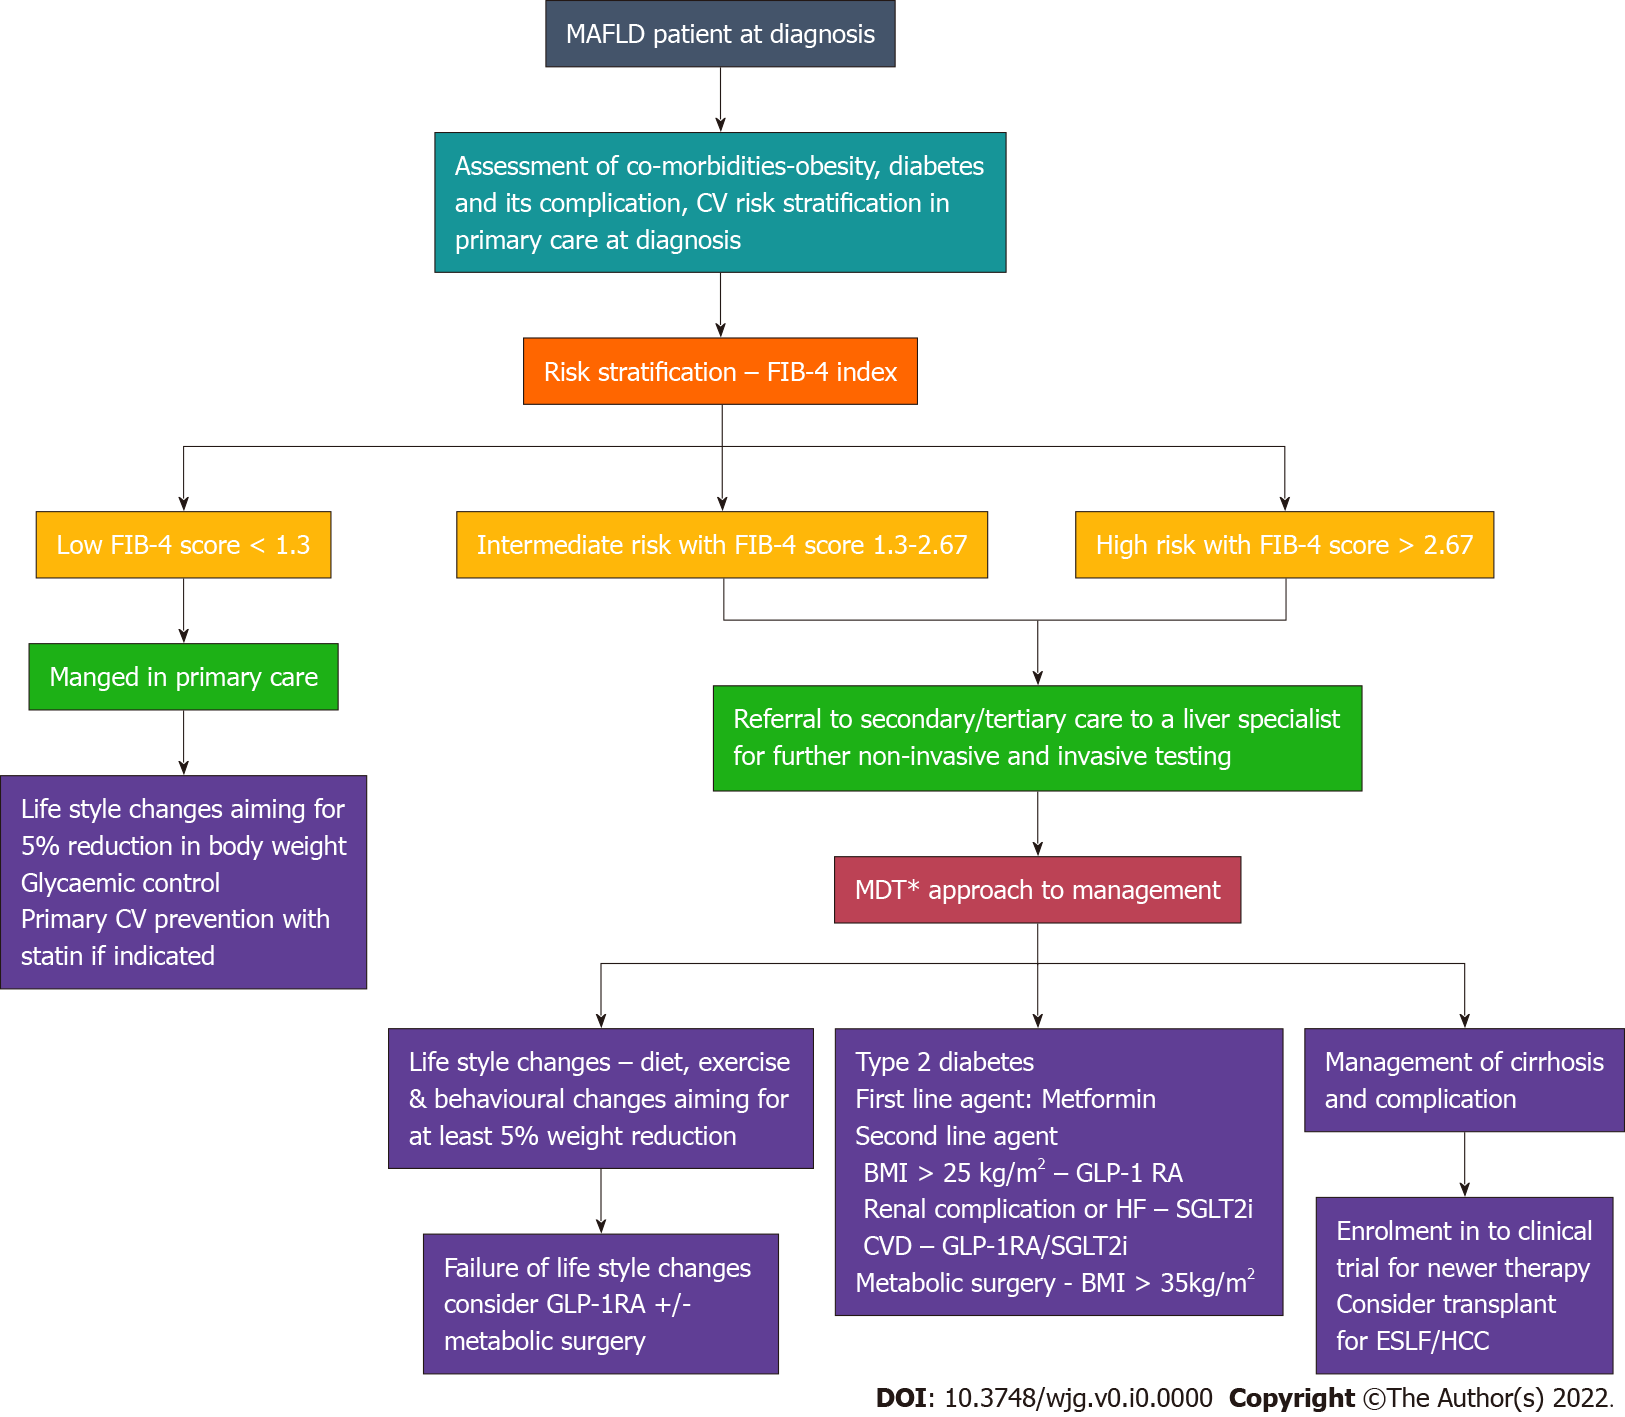 MAFLD patient at diagnosis
Assessment of co-morbidities-obesity, diabetes
and its complication, CV risk stratification in
primary care at diagnosis
Risk stratification – FIB-4 index
Low FIB-4 score < 1.3
Intermediate risk with FIB-4 score 1.3-2.67
High risk with FIB-4 score > 2.67
Manged in primary care
Referral to secondary/tertiary care to a liver specialist
for further non-invasive and invasive testing
Life style changes aiming for
5% reduction in body weight
Glycaemic control
Primary CV prevention with
statin if indicated
MDT* approach to management
Life style changes – diet, exercise
& behavioural changes aiming for
at least 5% weight reduction
Type 2 diabetes
First line agent: Metformin
Second line agent
BMI > 25 kg/m² – GLP-1 RA
Renal complication or HF – SGLT2i
CVD – GLP-1RA/SGLT2i
Metabolic surgery - BMI > 35kg/m²
Management of cirrhosis
and complication
Failure of life style changes
consider GLP-1RA +/-
metabolic surgery
Enrolment in to clinical
trial for newer therapy
Consider transplant
for ESLF/HCC
DOI: 10.3748/wjg.v0.i0.0000 Copyright ©The Author(s) 2022.